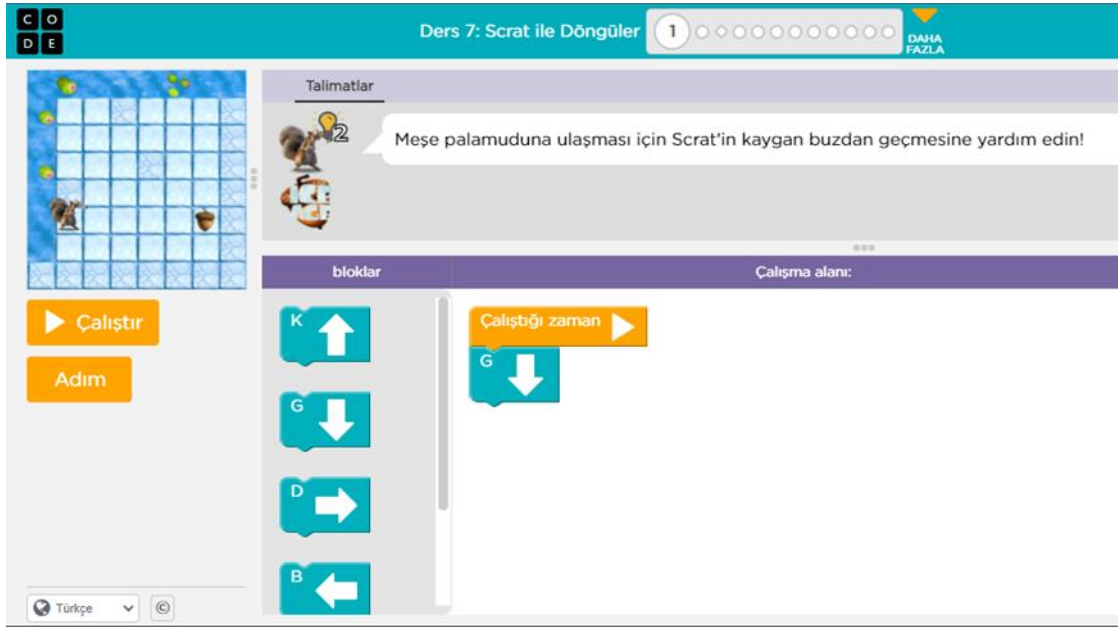 C O
D E
Ders 7: Scrat ile Döngüler
1
DAHA
FAZLA
Talimatlar
2
Meşe palamuduna ulaşması için Scrat'in kaygan buzdan geçmesine yardım edin!
bloklar
Çalışma alanı:
Çalıştır
Adım
K
G
D
B
Çalıştığı zaman
G
Türkçe
©